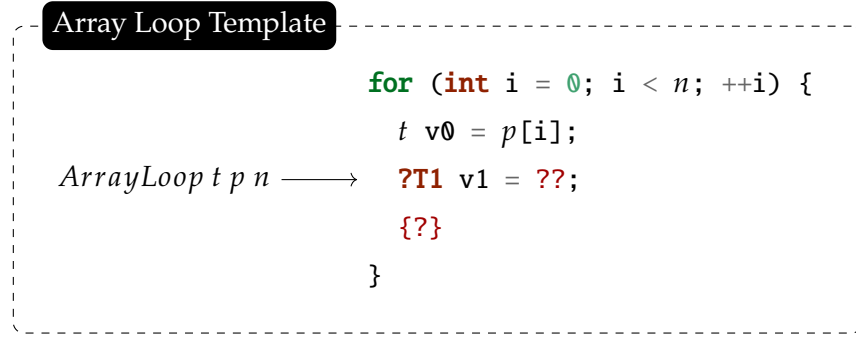 Array Loop Template
for (int i = 0; i < n; ++i) {
t v0 = p[i];
ArrayLoop t p n ⟶ ?T1 v1 = ??;
{?}
}